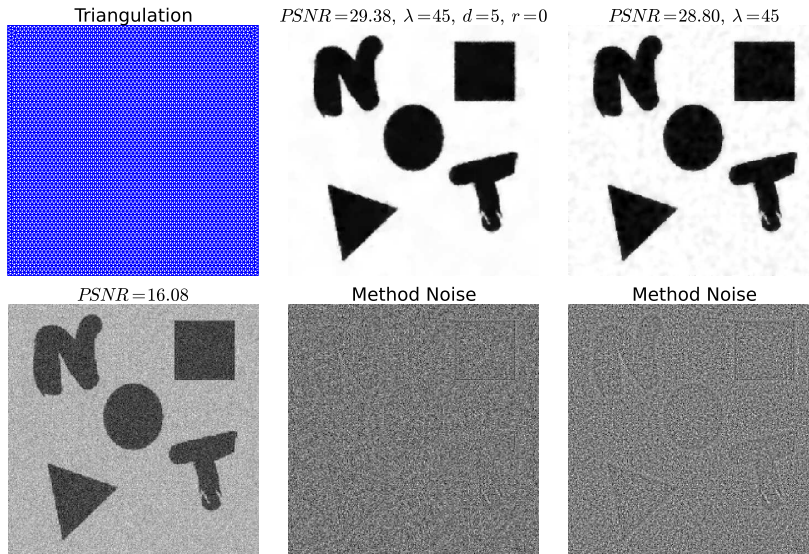 Triangulation
PSNR=29.38, λ=45, d=5, r=0
PSNR=28.80, λ=45
N
T
PSNR=16.08
Method Noise
Method Noise